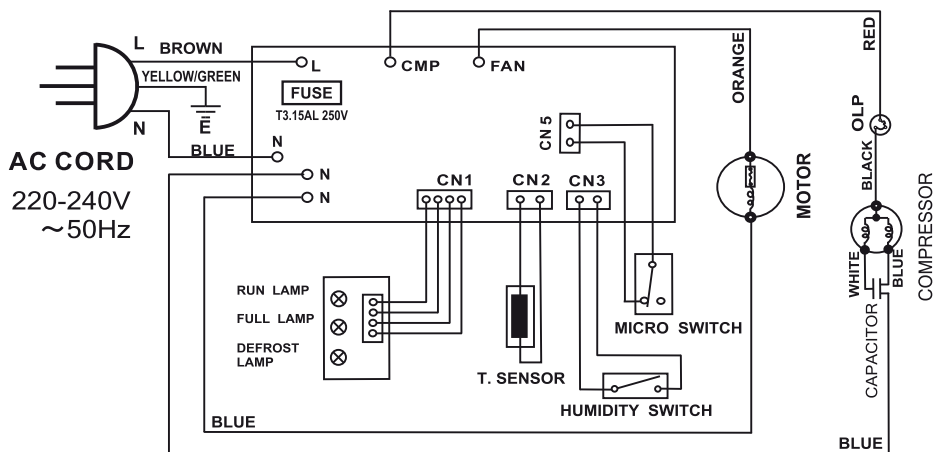 L
BROWN
YELLOW/GREEN
E
N
BLUE
AC CORD
220-240V
～50Hz
L
CMP
FAN
FUSE
T3.15AL 250V
N
N
N
CN1
CN2
CN3
CN5
ORANGE
MOTOR
RED
OLP
BLACK
COMPRESSOR
WHITE
BLUE
CAPACITOR
RUN LAMP
FULL LAMP
DEFROST
LAMP
T. SENSOR
MICRO SWITCH
HUMIDITY SWITCH
BLUE
BLUE